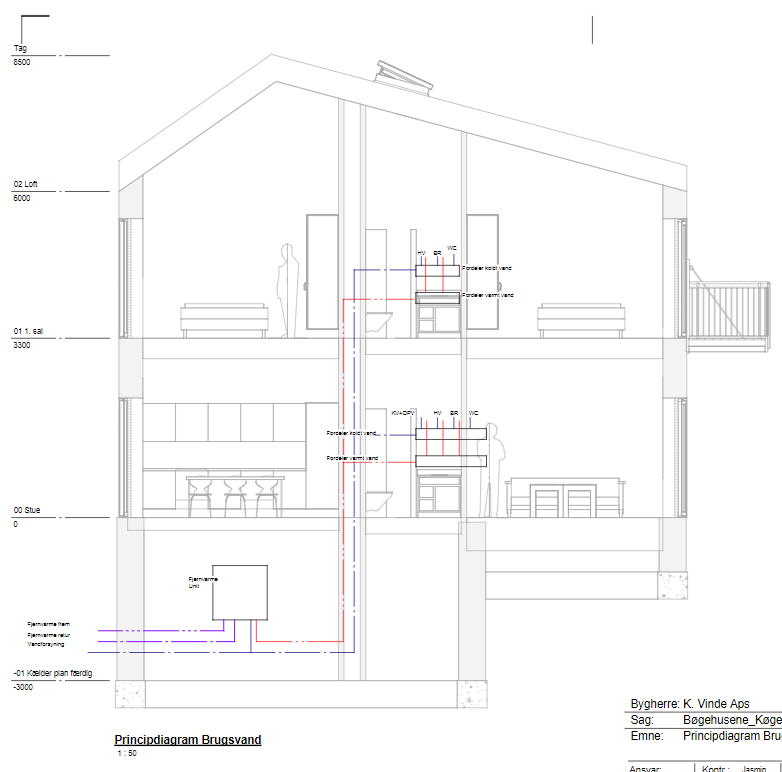 Tag
8500
02 Loft
6000
HV BR WC
Fordeler koldt vand
Fordeler varmt vand
01 1. sal
3300
KV+OPV HV BR WC
Fordeler koldt vand
Fordeler varmt vand
00 Stue
0
Fjernvarme
Unit
Fjernvarme frem
Fjernvarme retur
Vandforsyning
-01 Kælder plan færdig
-3000
Principdiagram Brugsvand
1 : 50
Bygherre: K. Vinde Aps
Sag: Bøgehusene_Køge
Emne: Principdiagram Bru
Ansvar: Kontr.: Jasmin